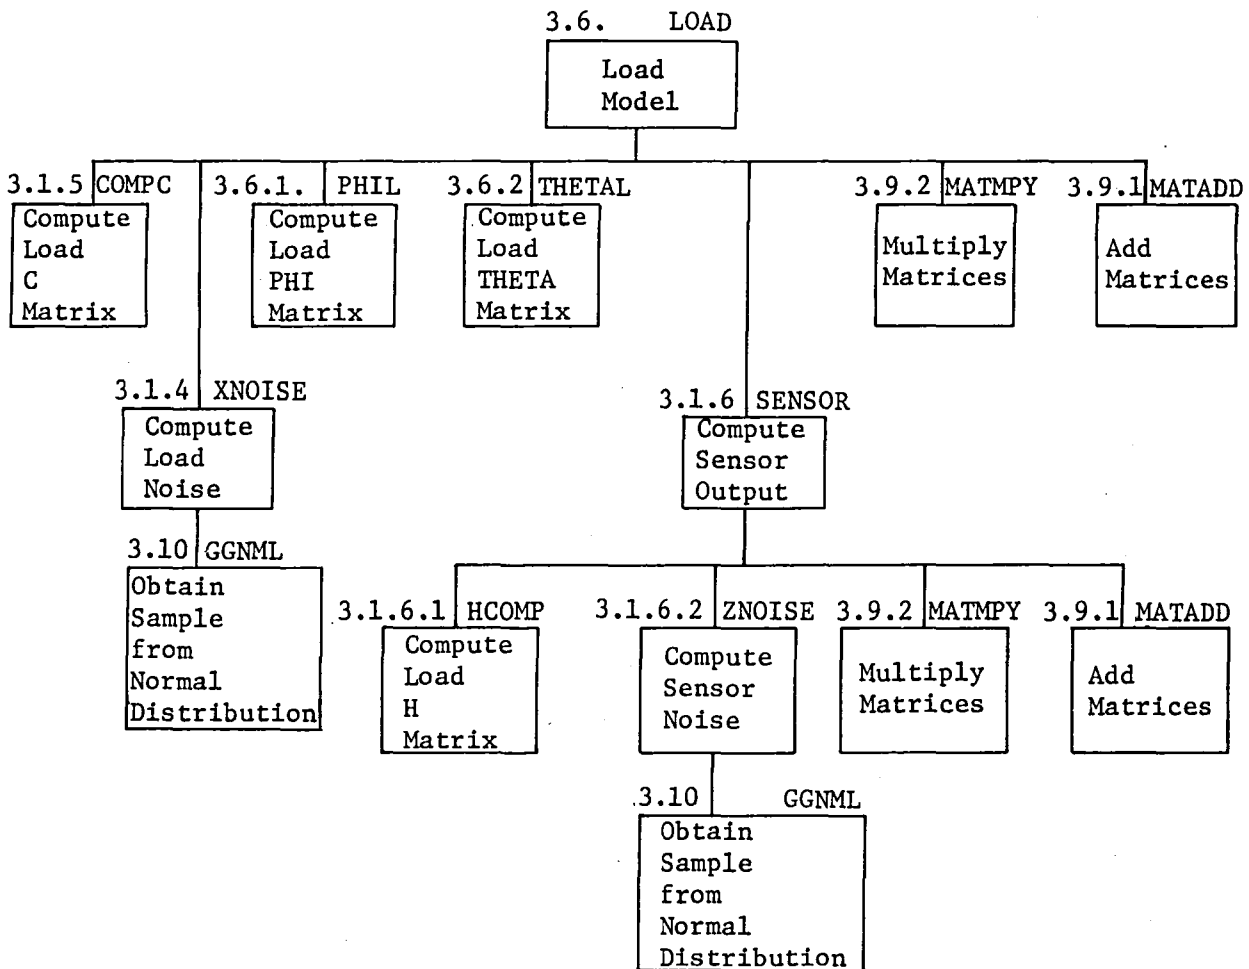 3.6. LOAD
Load
Model
3.1.5 COMPC
Compute
Load
C
Matrix
3.6.1. PHIL
Compute
Load
PHI
Matrix
3.6.2 THETAL
Compute
Load
THETA
Matrix
3.9.2 MATMPY
Multiply
Matrices
3.9.1 MATADD
Add
Matrices
3.1.4 XNOISE
Compute
Load
Noise
3.1.6 SENSOR
Compute
Sensor
Output
3.10 GGNML
Obtain
Sample
from
Normal
Distribution
3.1.6.1 HCOMP
Compute
Load
H
Matrix
3.1.6.2 ZNOISE
Compute
Sensor
Noise
3.9.2 MATMPY
Multiply
Matrices
3.9.1 MATADD
Add
Matrices
3.10 GGNML
Obtain
Sample
from
Normal
Distribution